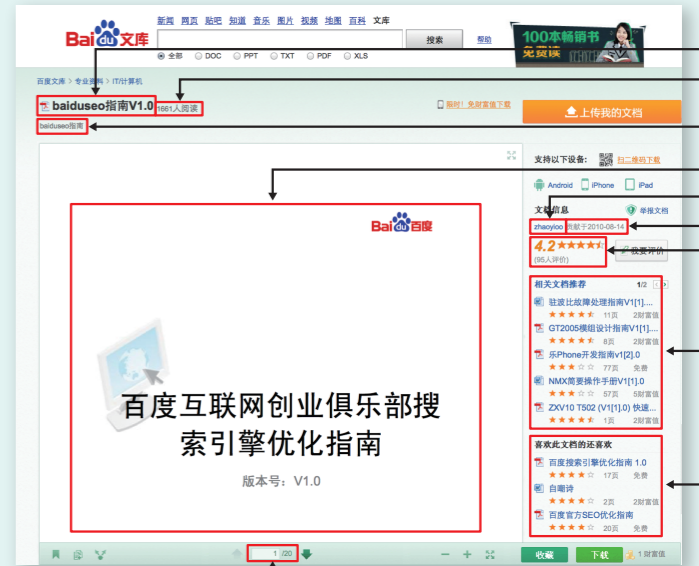 新闻 网页 贴吧 知道 音乐 图片 视频 地图 百科 文库
Bai du 文库
搜索 帮助
全部 DOC PPT TXT PDF XLS
100本畅销书
免费读
百度文库 > 专业资料 > IT/计算机
baiduseo指南V1.0 1661人阅读
限时！免财富值下载
上传我的文档
baiduseo指南
支持以下设备： 扫二维码下载
Android iPhone iPad
文档信息 举报文档
zhaoyloo 贡献于2010-08-14
4.2
(95人评价)
我要评价
相关文档推荐 1/2
驻波比故障处理指南V1[1]....
11页 2财富值
GT2005模组设计指南V1[1]....
8页 2财富值
乐Phone开发指南v1[2].0
77页 免费
NMX简要操作手册V1[1].0
57页 5财富值
ZXV10 T502 (V1[1].0) 快速...
1页 2财富值
喜欢此文档的还喜欢
百度搜索引擎优化指南 1.0
17页 免费
自嘲诗
2页 2财富值
百度官方SEO优化指南
20页 免费
Bai du 百度
百度互联网创业俱乐部搜
索引擎优化指南
版本号：V1.0
1 /20
收藏 下载 1 财富值